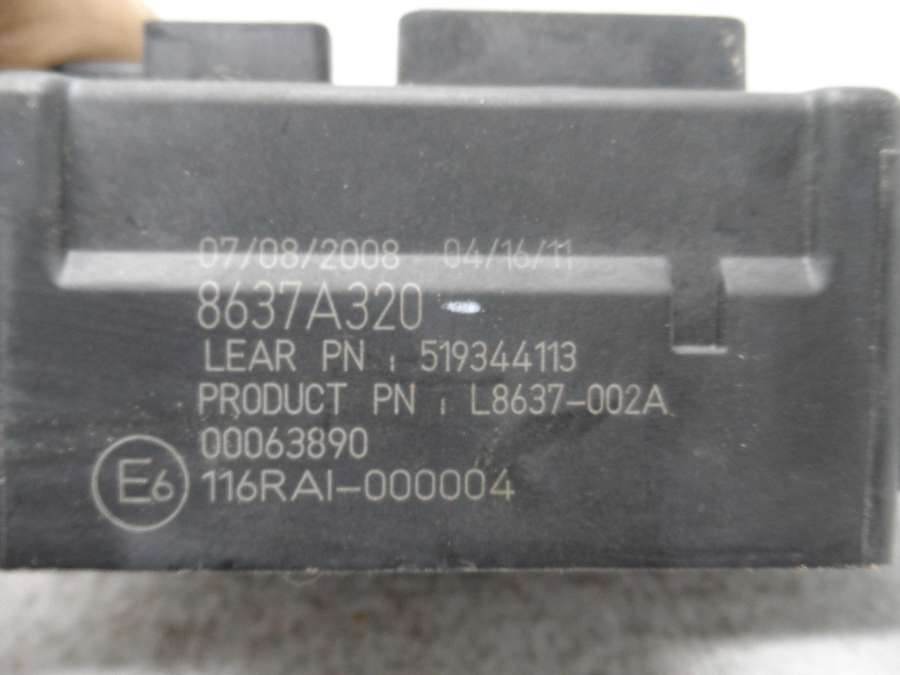 07/08/2008 04/16/11
8637A320
LEAR PN : 519344113
PRODUCT PN : L8637-002A
00063890
E6 116RAI-000004